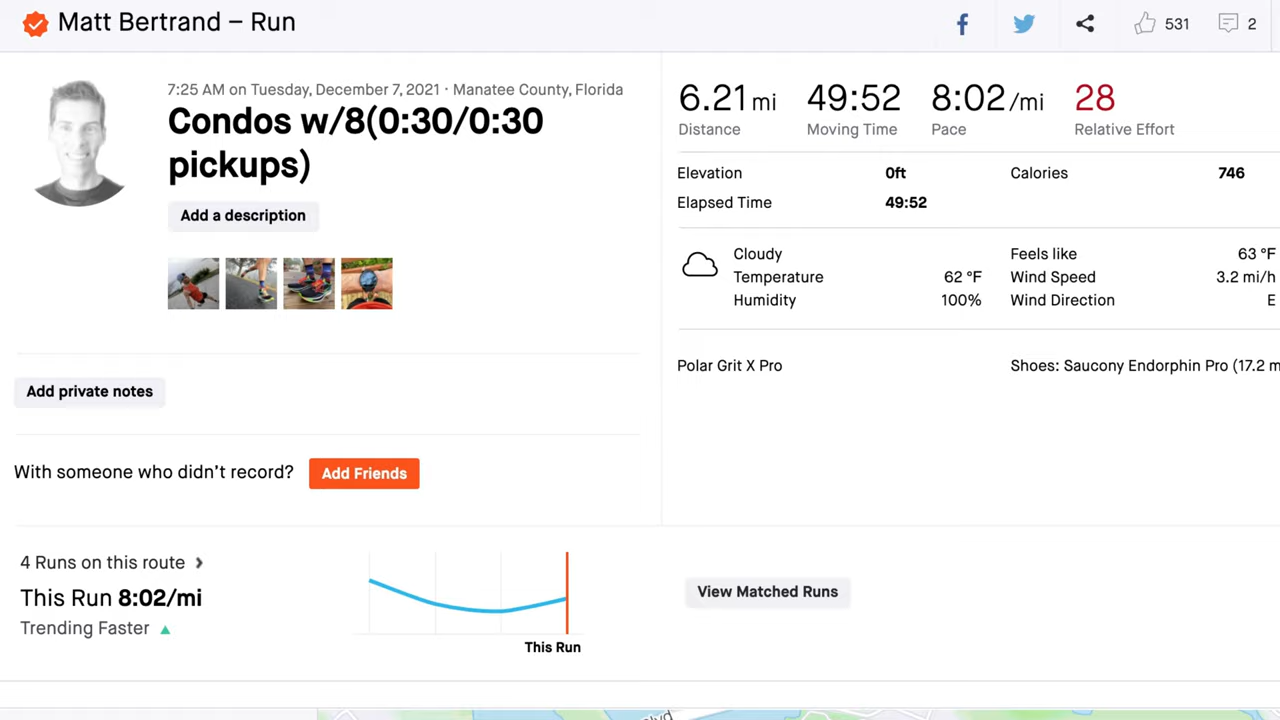 Matt Bertrand – Run
531
2
7:25 AM on Tuesday, December 7, 2021 · Manatee County, Florida
Condos w/8(0:30/0:30
pickups)
Add a description
Add private notes
With someone who didn't record? Add Friends
6.21 mi 49:52 8:02 /mi 28
Distance Moving Time Pace Relative Effort
Elevation 0ft Calories 746
Elapsed Time 49:52
Cloudy Feels like 63 °F
Temperature 62 °F Wind Speed 3.2 mi/h
Humidity 100% Wind Direction E
Polar Grit X Pro Shoes: Saucony Endorphin Pro (17.2 m
4 Runs on this route
This Run 8:02/mi
Trending Faster
This Run
View Matched Runs